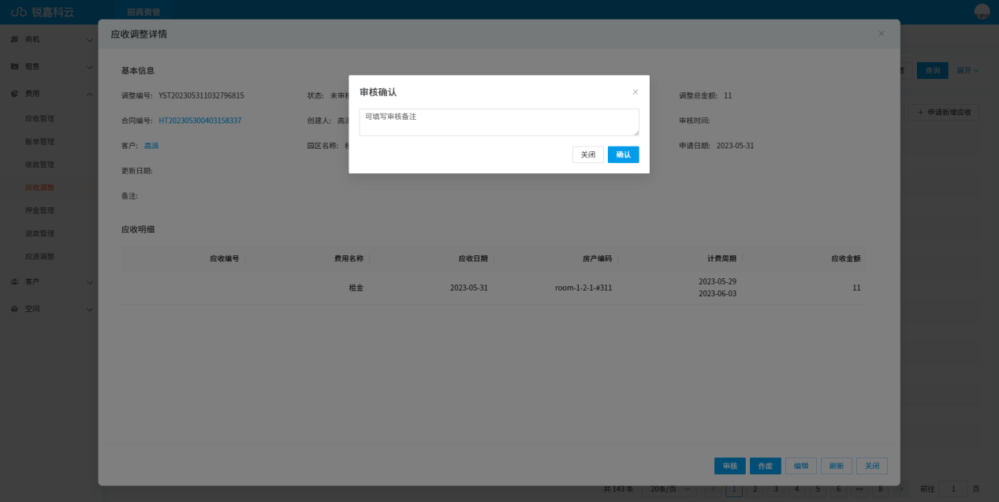 锐嘉科云 招商资管
应收调整详情
商机
租售
费用
应收管理
账单管理
收款管理
应收调整
押金管理
退款管理
应退调整
客户
空间
基本信息
调整编号: YST202305311032796815 状态: 未审核 调整总金额: 11
合同编号: HT202305300403158337 创建人: 高派 审核时间:
客户: 高派 园区名称: 申请日期: 2023-05-31
更新日期:
备注:
审核确认
可填写审核备注
关闭 确认
查询 展开
申请新增应收
应收明细
应收编号 费用名称 应收日期 房产编码 计费周期 应收金额
租金 2023-05-31 room-1-2-1-#311 2023-05-29 11
2023-06-03
审核 作废 编辑 刷新 关闭
共 143 条 20条/页 1 2 3 4 5 6 ••• 8 前往 1 页